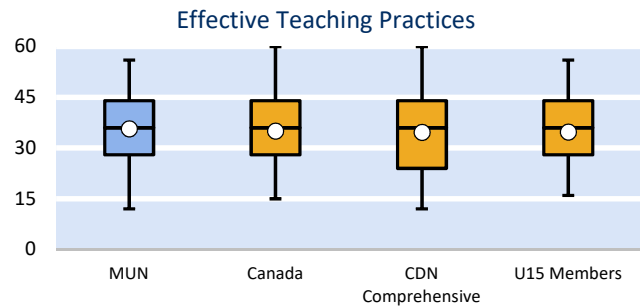 Effective Teaching Practices
60
45
30
15
0
MUN
Canada
CDN
Comprehensive
U15 Members